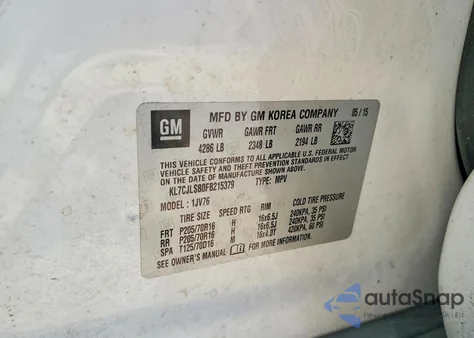 GM
MFD BY GM KOREA COMPANY 05 / 15
GVWR GAWR FRT GAWR RR
4286 LB 2348 LB 2194 LB
THIS VEHICLE CONFORMS TO ALL APPLICABLE U.S. FEDERAL MOTOR
VEHICLE SAFETY AND THEFT PREVENTION STANDARDS IN EFFECT ON
THE DATE OF MANUFACTURE SHOWN ABOVE.
KL7CJLSB0FB215379 TYPE: MPV
MODEL: 1JV76
TIRE SIZE SPEED RTG RIM COLD TIRE PRESSURE
FRT P205/70R16 H 16x6.5J 240KPA, 35 PSI
RR P205/70R16 H 16x6.5J 240KPA, 35 PSI
SPA T125/70D16 M 16x4.0T 420KPA, 60 PSI
SEE OWNER'S MANUAL FOR MORE INFORMATION.
autoSnap